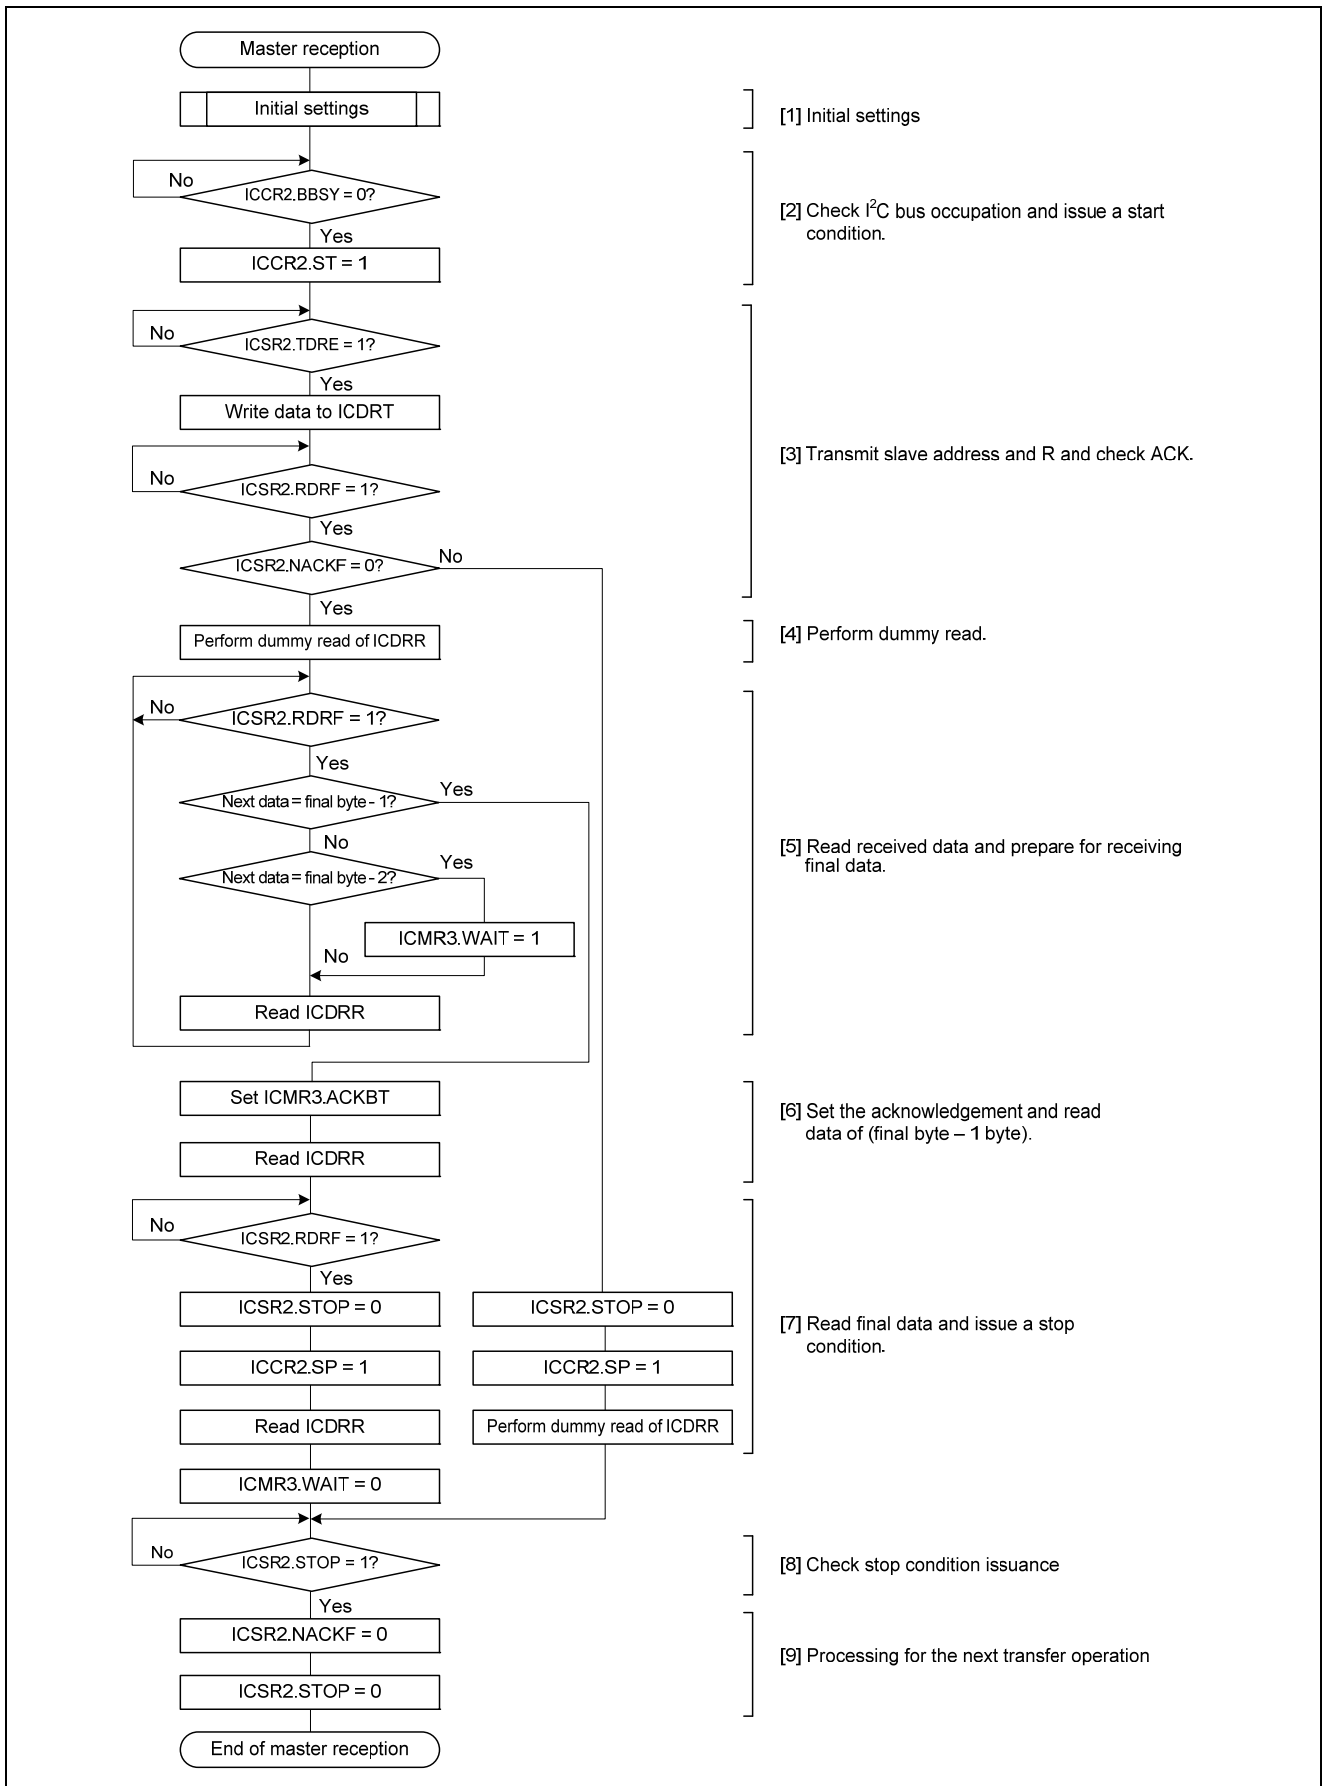 Master reception
Initial settings
[1] Initial settings
No
ICCR2.BBSY = 0?
Yes
ICCR2.ST = 1
[2] Check I²C bus occupation and issue a start
condition.
No
ICSR2.TDRE = 1?
Yes
Write data to ICDRT
No
ICSR2.RDRF = 1?
Yes
ICSR2.NACKF = 0?
No
Yes
[3] Transmit slave address and R and check ACK.
Perform dummy read of ICDRR
[4] Perform dummy read.
No
ICSR2.RDRF = 1?
Yes
Next data = final byte - 1?
Yes
No
Next data = final byte - 2?
Yes
ICMR3.WAIT = 1
No
Read ICDRR
[5] Read received data and prepare for receiving
final data.
Set ICMR3.ACKBT
Read ICDRR
[6] Set the acknowledgement and read
data of (final byte – 1 byte).
No
ICSR2.RDRF = 1?
Yes
ICSR2.STOP = 0
ICSR2.STOP = 0
ICCR2.SP = 1
ICCR2.SP = 1
Read ICDRR
Perform dummy read of ICDRR
[7] Read final data and issue a stop
condition.
ICMR3.WAIT = 0
No
ICSR2.STOP = 1?
Yes
[8] Check stop condition issuance
ICSR2.NACKF = 0
ICSR2.STOP = 0
[9] Processing for the next transfer operation
End of master reception